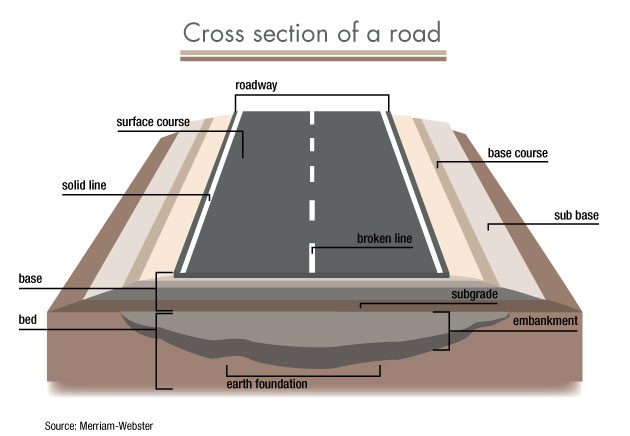 Cross section of a road
roadway
surface course
base course
solid line
sub base
broken line
base
subgrade
bed
embankment
earth foundation
Source: Merriam-Webster